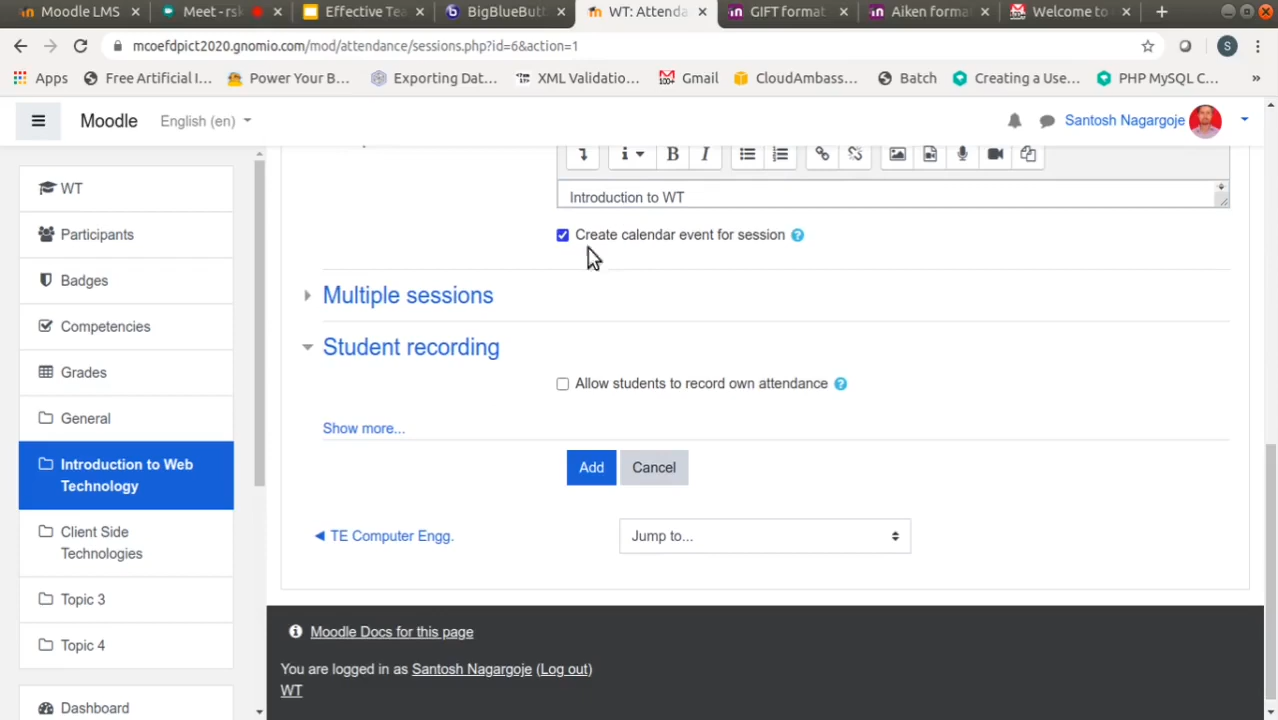 Moodle LMS
Meet - rsk
Effective Tea
BigBlueButt
WT: Attenda
GIFT format
Aiken forma
Welcome to
mcoefdpict2020.gnomio.com/mod/attendance/sessions.php?id=6&action=1
S
Apps
Free Artificial I...
Power Your B...
Exporting Dat...
XML Validatio...
Gmail
CloudAmbass...
Batch
Creating a Use...
PHP MySQL C...
»
Moodle
English (en)
Santosh Nagargoje
WT
Participants
Badges
Competencies
Grades
General
Introduction to Web
Technology
Client Side
Technologies
Topic 3
Topic 4
Dashboard
B I
Introduction to WT
Create calendar event for session
Multiple sessions
Student recording
Allow students to record own attendance
Show more...
Add
Cancel
◀ TE Computer Engg.
Jump to...
Moodle Docs for this page
You are logged in as Santosh Nagargoje (Log out)
WT